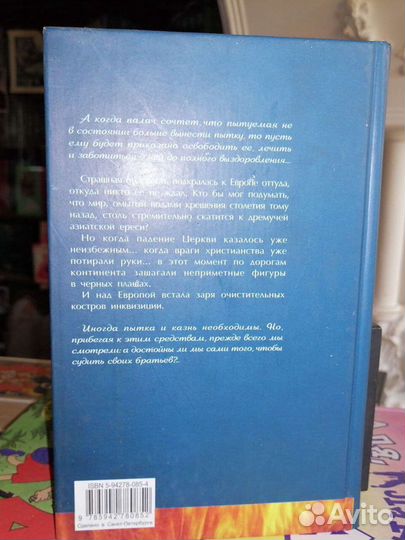 А когда палач сочтет, что пытуемая не
в состоянии больше вынести пытку, то пусть
ему будет приказано освободить ее, лечить
и заботиться о ней до полного выздоровления...
Страшная подкралась к Европе оттуда,
откуда никто ее не ждал. Кто бы мог подумать,
что мир, омытый водами крещения столетия тому
назад, столь стремительно скатится к дремучей
азиатской ереси?
Но когда падение Церкви казалось уже
неизбежным... когда враги христианства уже
потирали руки... в этот момент по дорогам
континента зашагали неприметные фигуры
в черных плащах.
И над Европой встала заря очистительных
костров инквизиции.
Иногда пытка и казнь необходимы. Но,
прибегая к этим средствам, прежде всего мы
смотрели: а достойны ли мы сами того, чтобы
судить своих братьев?..
ISBN 5-94278-085-4
9 785942 780852
Сделано в Санкт-Петербурге
Avito